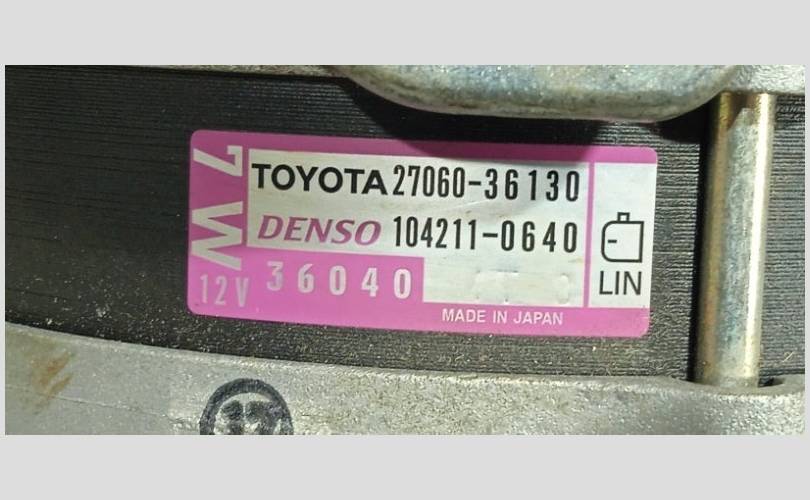 7W
TOYOTA 27060-36130
DENSO 104211-0640
12V 36040
LIN
MADE IN JAPAN